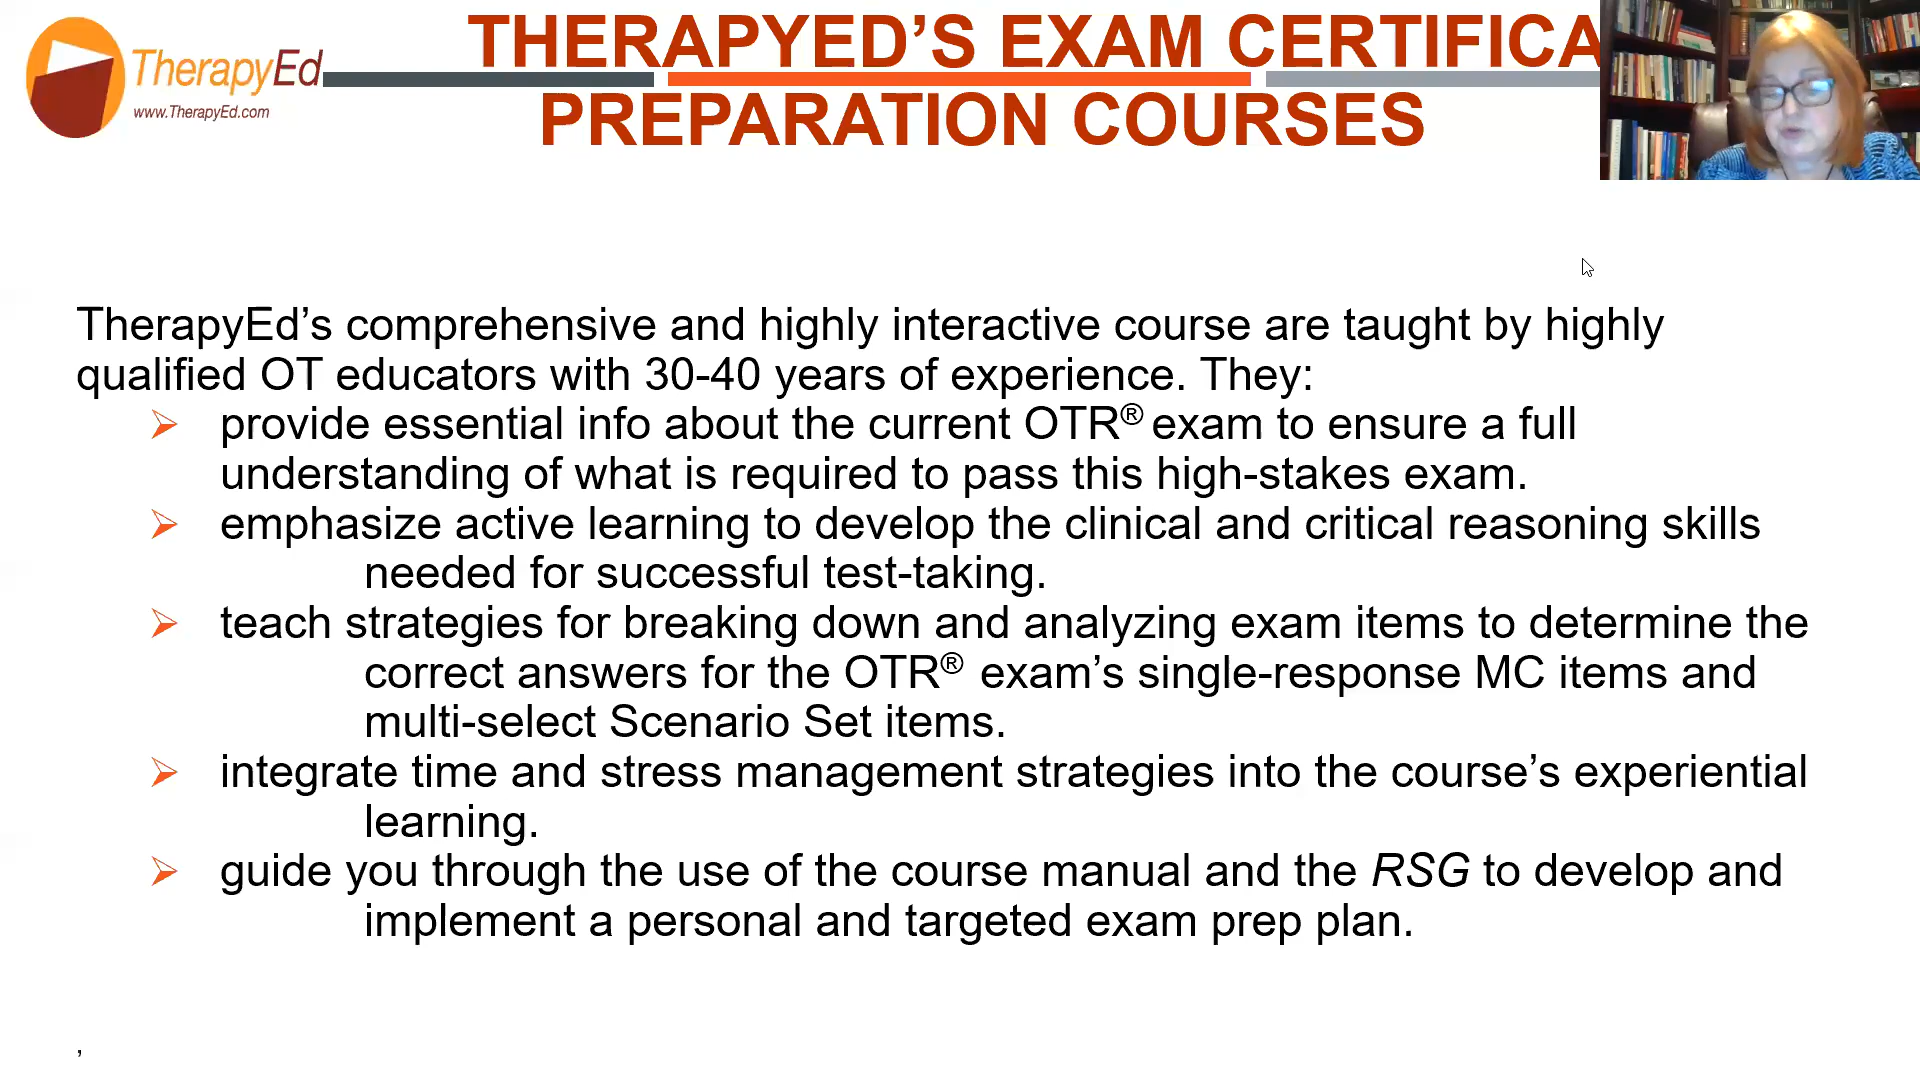 TherapyEd
www.TherapyEd.com
THERAPYED’S EXAM CERTIFICA
PREPARATION COURSES
TherapyEd’s comprehensive and highly interactive course are taught by highly
qualified OT educators with 30-40 years of experience. They:
➢ provide essential info about the current OTR® exam to ensure a full
understanding of what is required to pass this high-stakes exam.
➢ emphasize active learning to develop the clinical and critical reasoning skills
needed for successful test-taking.
➢ teach strategies for breaking down and analyzing exam items to determine the
correct answers for the OTR® exam’s single-response MC items and
multi-select Scenario Set items.
➢ integrate time and stress management strategies into the course’s experiential
learning.
➢ guide you through the use of the course manual and the RSG to develop and
implement a personal and targeted exam prep plan.
,